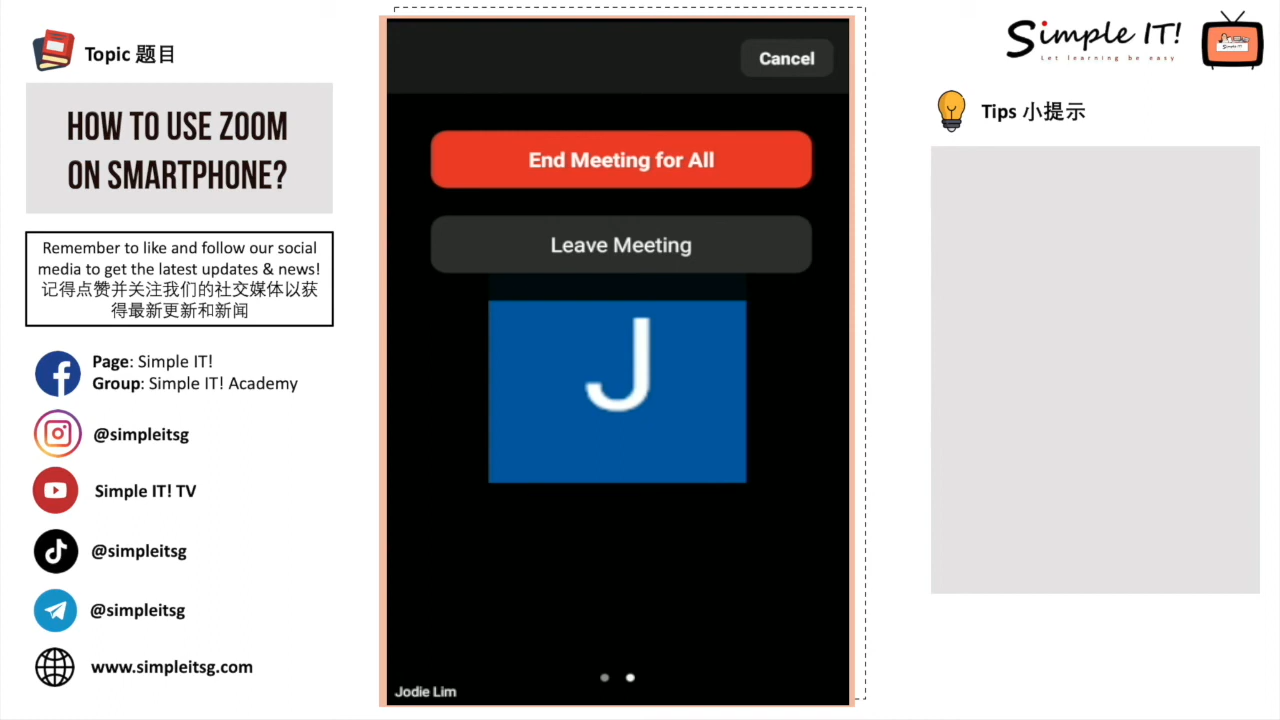 Topic 题目
HOW TO USE ZOOM
ON SMARTPHONE?
Remember to like and follow our social
media to get the latest updates & news!
记得点赞并关注我们的社交媒体以获
得最新更新和新闻
Page: Simple IT!
Group: Simple IT! Academy
@simpleitsg
Simple IT! TV
@simpleitsg
@simpleitsg
www.simpleitsg.com
Cancel
End Meeting for All
Leave Meeting
J
Jodie Lim
Simple IT!
Let learning be easy
Simple IT!
Tips 小提示